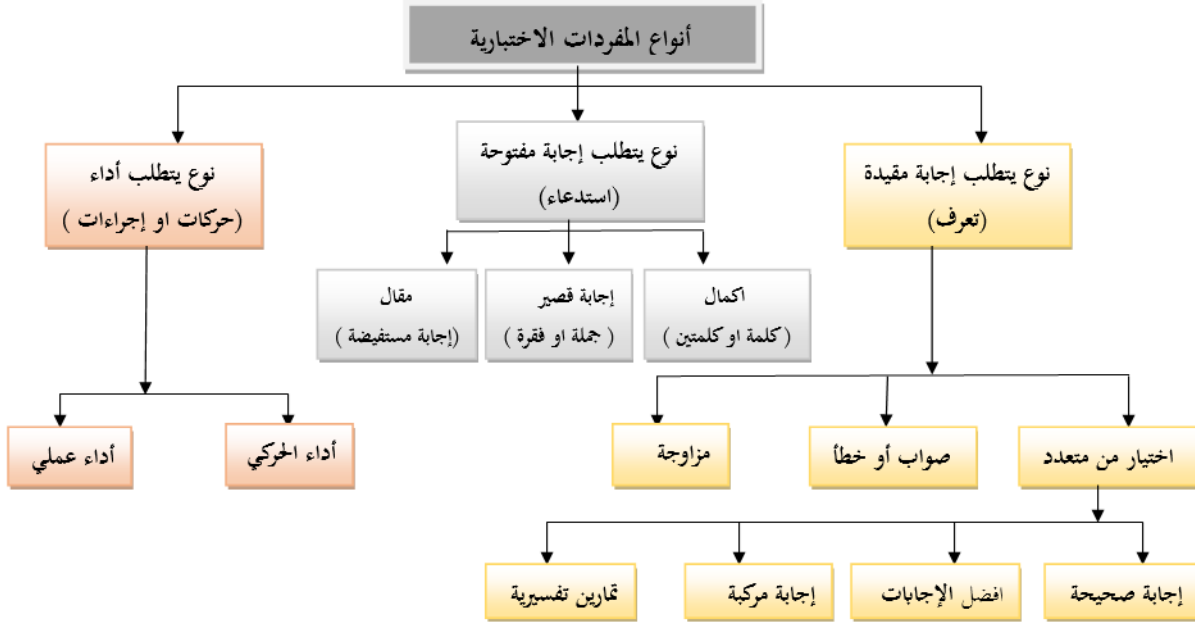 أنواع المفردات الاختبارية
نوع يتطلب إجابة مقيدة
(تعرف)
نوع يتطلب إجابة مفتوحة
(استدعاء)
نوع يتطلب أداء
(حركات او إجراءات )
اكمال
(كلمة او كلمتين )
إجابة قصير
( جملة او فقرة )
مقال
(إجابة مستفيضة )
اختيار من متعدد
صواب أو خطأ
مزاوجة
أداء الحركي
أداء عملي
إجابة صحيحة
افضل الإجابات
إجابة مركبة
تمارين تفسيرية